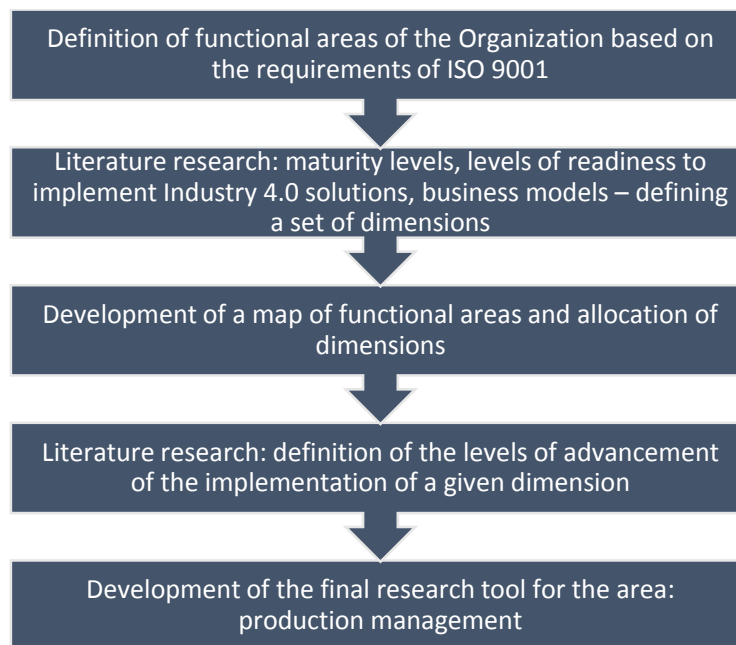 Definition of functional areas of the Organization based on
the requirements of ISO 9001
Literature research: maturity levels, levels of readiness to
implement Industry 4.0 solutions, business models – defining
a set of dimensions
Development of a map of functional areas and allocation of
dimensions
Literature research: definition of the levels of advancement
of the implementation of a given dimension
Development of the final research tool for the area:
production management